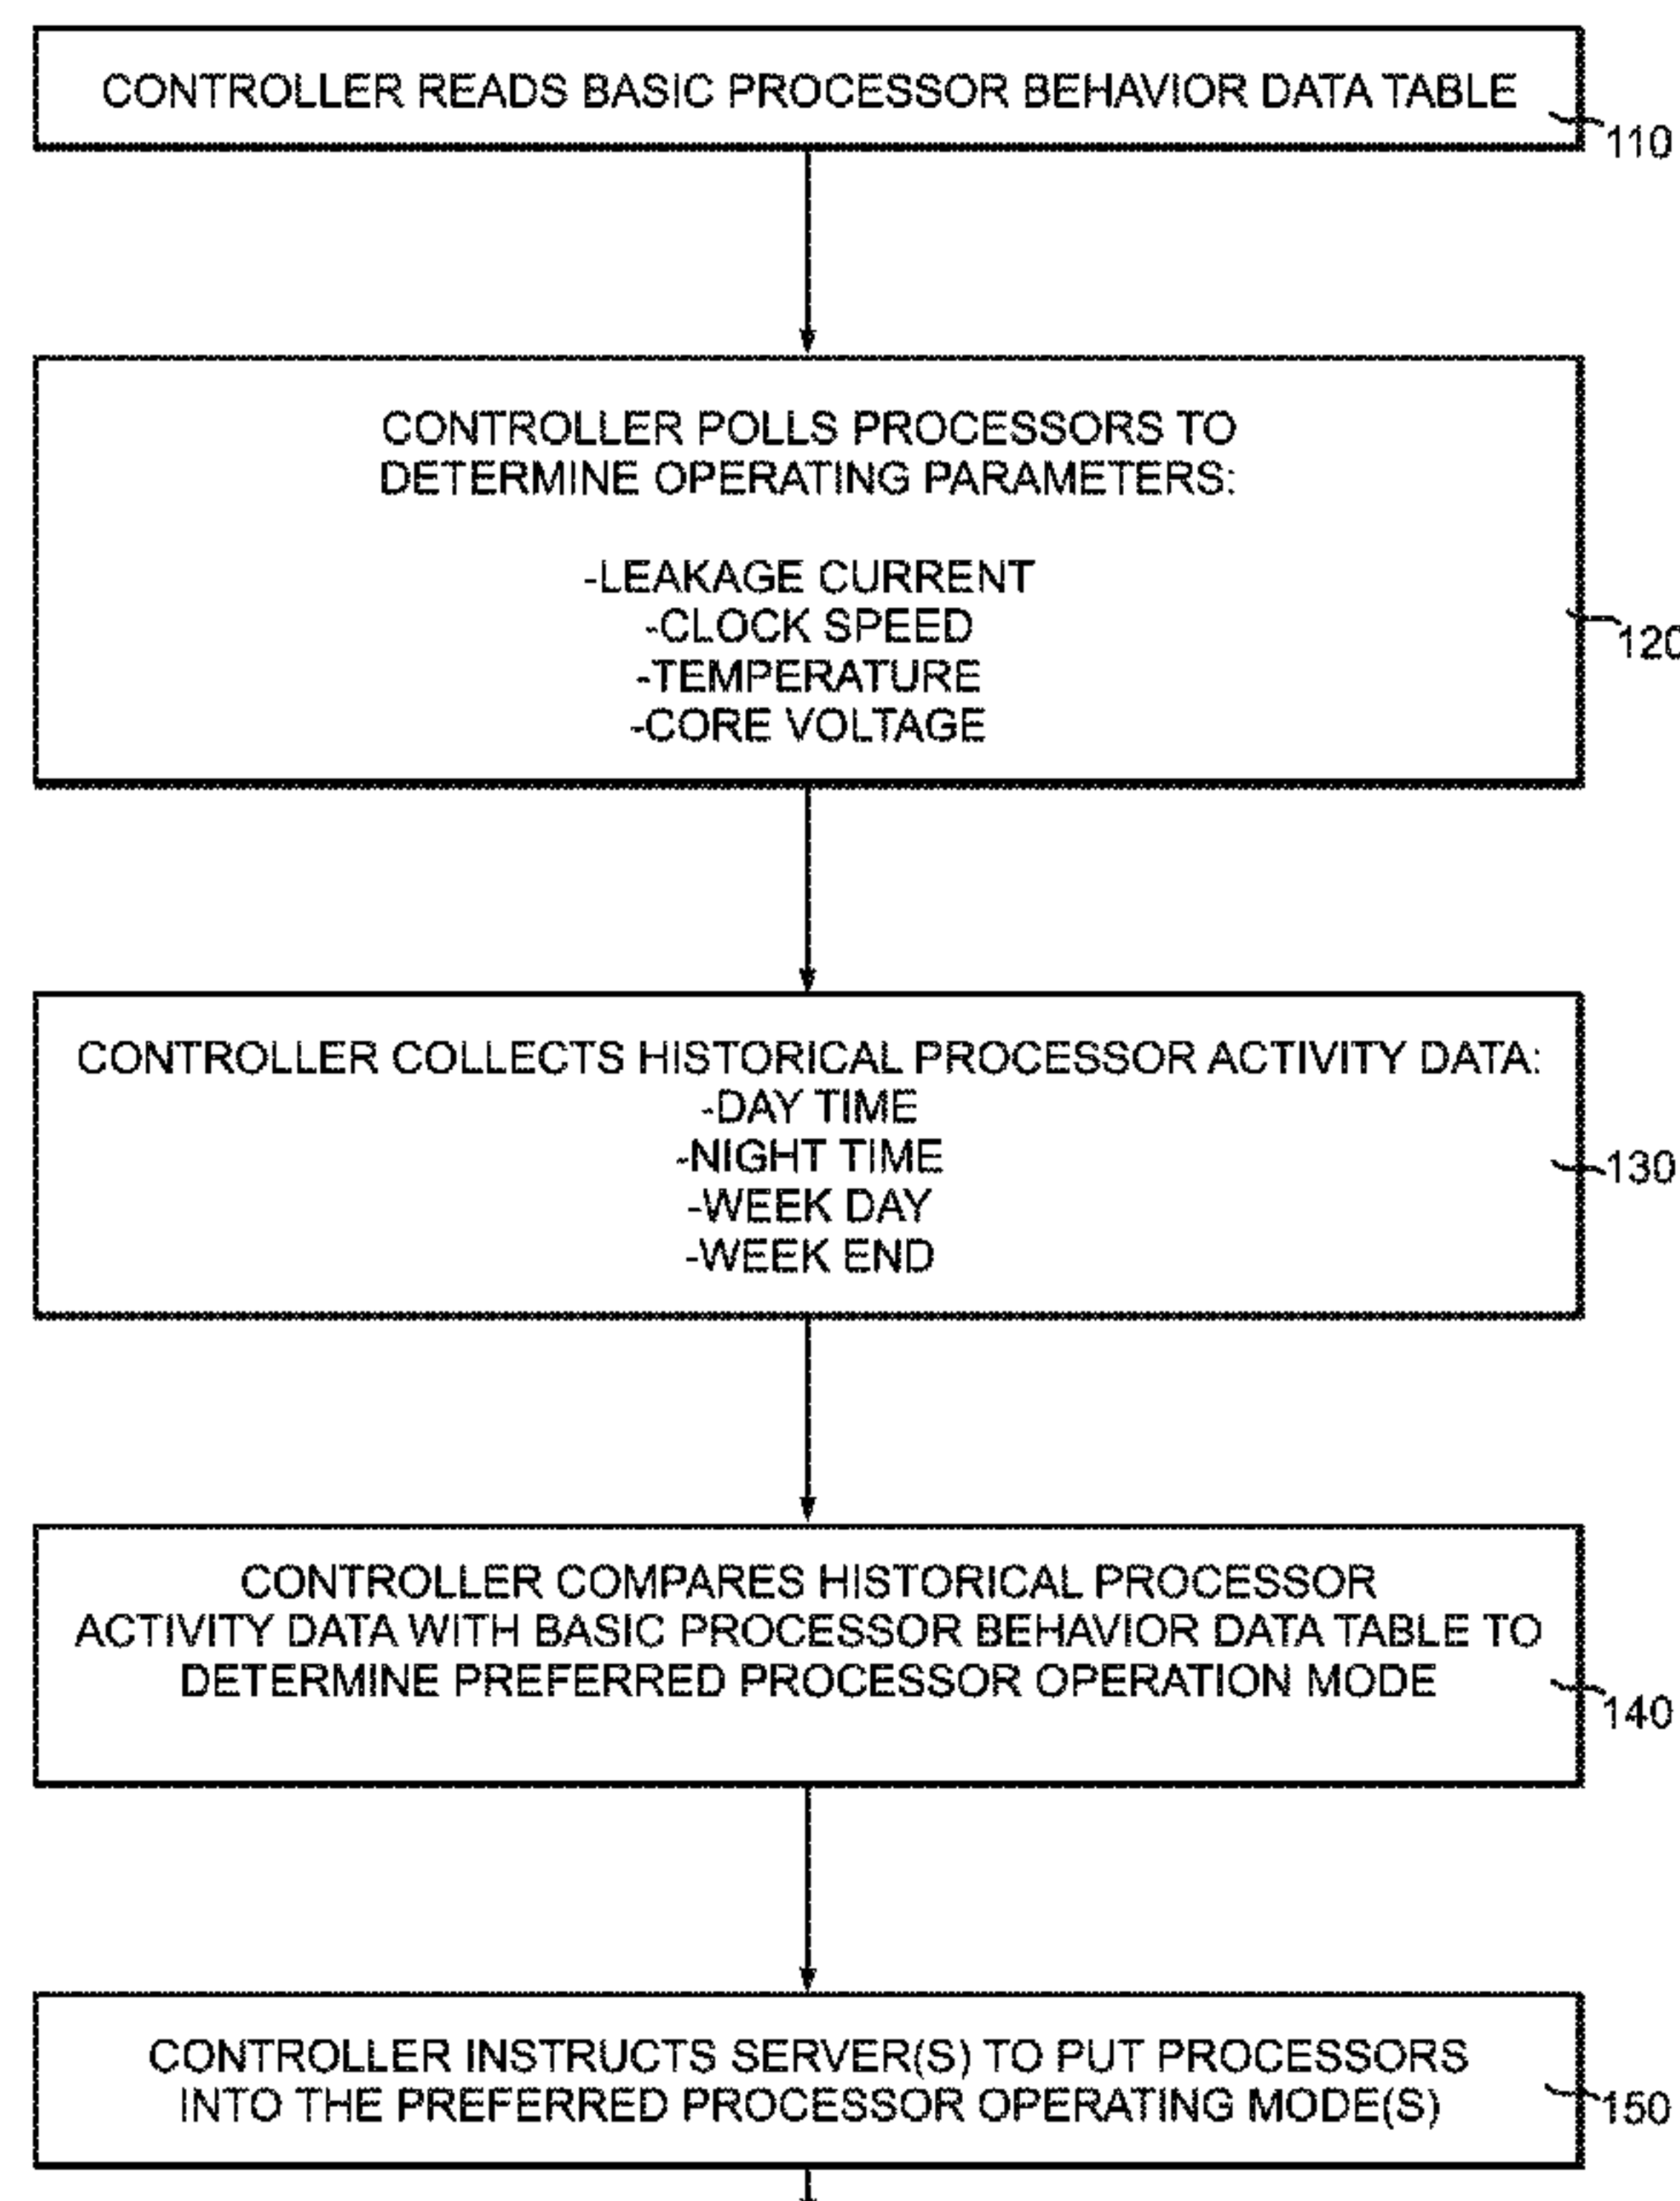 CONTROLLER READS BASIC PROCESSOR BEHAVIOR DATA TABLE
110
CONTROLLER POLLS PROCESSORS TO
DETERMINE OPERATING PARAMETERS:
-LEAKAGE CURRENT
-CLOCK SPEED
-TEMPERATURE
-CORE VOLTAGE
120
CONTROLLER COLLECTS HISTORICAL PROCESSOR ACTIVITY DATA:
-DAY TIME
-NIGHT TIME
-WEEK DAY
-WEEK END
130
CONTROLLER COMPARES HISTORICAL PROCESSOR
ACTIVITY DATA WITH BASIC PROCESSOR BEHAVIOR DATA TABLE TO
DETERMINE PREFERRED PROCESSOR OPERATION MODE
140
CONTROLLER INSTRUCTS SERVER(S) TO PUT PROCESSORS
INTO THE PREFERRED PROCESSOR OPERATING MODE(S)
150